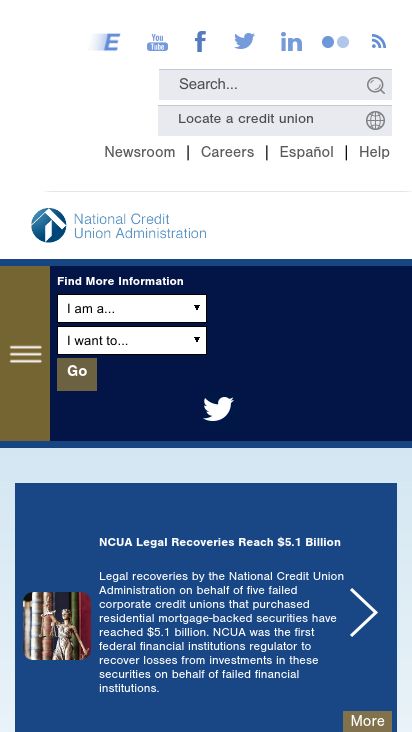 E
You
Tube
f
in
Search...
Locate a credit union
Newsroom | Careers | Español | Help
National Credit
Union Administration
Find More Information
I am a...
I want to...
Go
NCUA Legal Recoveries Reach $5.1 Billion
Legal recoveries by the National Credit Union
Administration on behalf of five failed
corporate credit unions that purchased
residential mortgage-backed securities have
reached $5.1 billion. NCUA was the first
federal financial institutions regulator to
recover losses from investments in these
securities on behalf of failed financial
institutions.
More